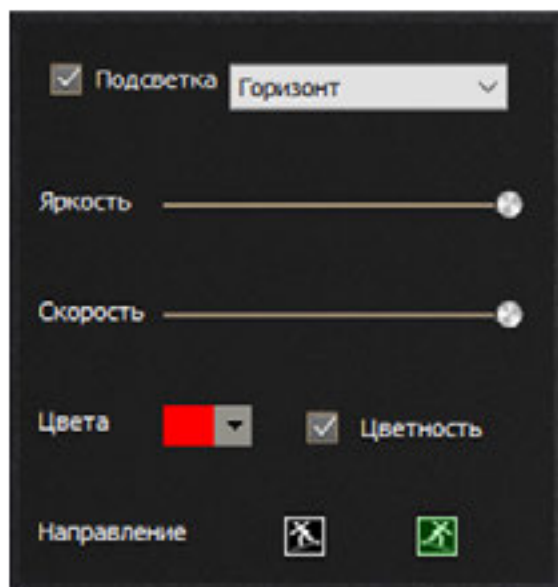 Подсветка Горизонт
Яркость
Скорость
Цвета Цветность
Направление